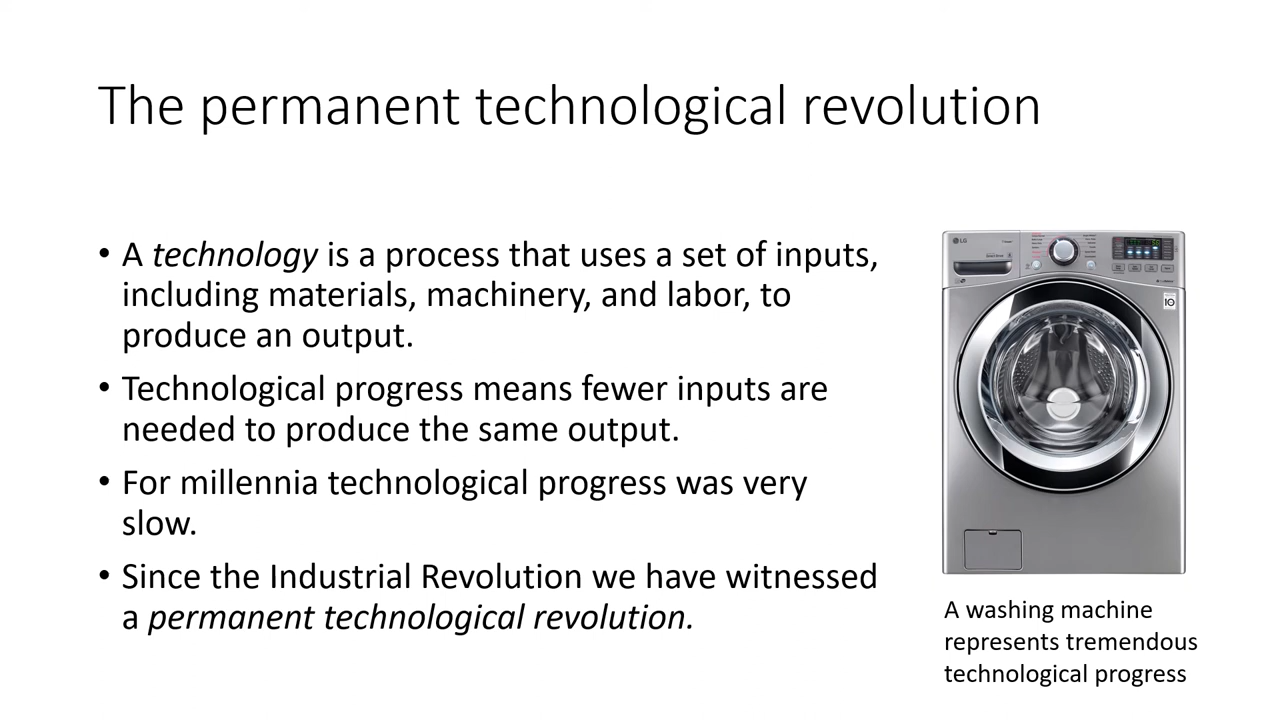 The permanent technological revolution
• A technology is a process that uses a set of inputs,
including materials, machinery, and labor, to
produce an output.
• Technological progress means fewer inputs are
needed to produce the same output.
• For millennia technological progress was very
slow.
• Since the Industrial Revolution we have witnessed
a permanent technological revolution.
LG
A washing machine
represents tremendous
technological progress